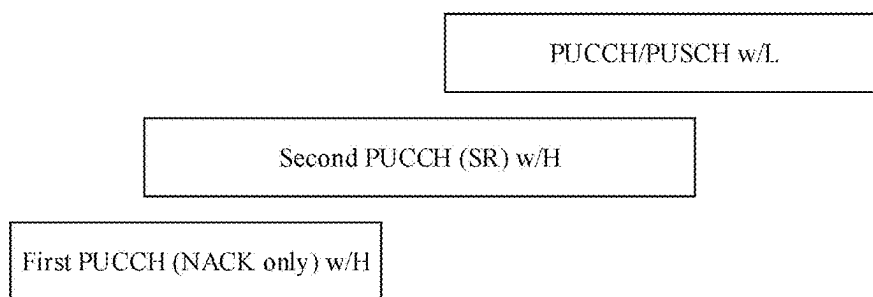 PUCCH/PUSCH w/L
Second PUCCH (SR) w/H
First PUCCH (NACK only) w/H